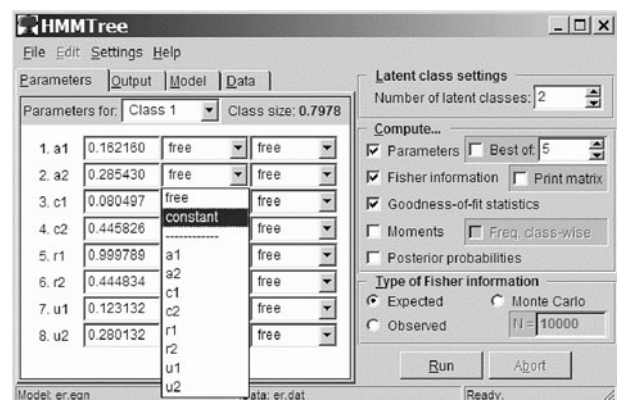 HMMTree
File Edit Settings Help
Parameters Output Model Data
Parameters for: Class 1 Class size: 0.7978
1. a1 0.162160 free free
2. a2 0.285430 free free
3. c1 0.080497 free
4. c2 0.445826 free
5. r1 0.999789 free
6. r2 0.444834 free
7. u1 0.123132 free
8. u2 0.280132 free
free
constant
-----------
a1
a2
c1
c2
r1
r2
u1
u2
Latent class settings
Number of latent classes: 2
Compute...
Parameters Best of: 5
Fisher information Print matrix
Goodness-of-fit statistics
Moments Freq. class-wise
Posterior probabilities
Type of Fisher information
Expected Monte Carlo
Observed N = 10000
Run Abort
Model: er.eqn Data: er.dat Ready.